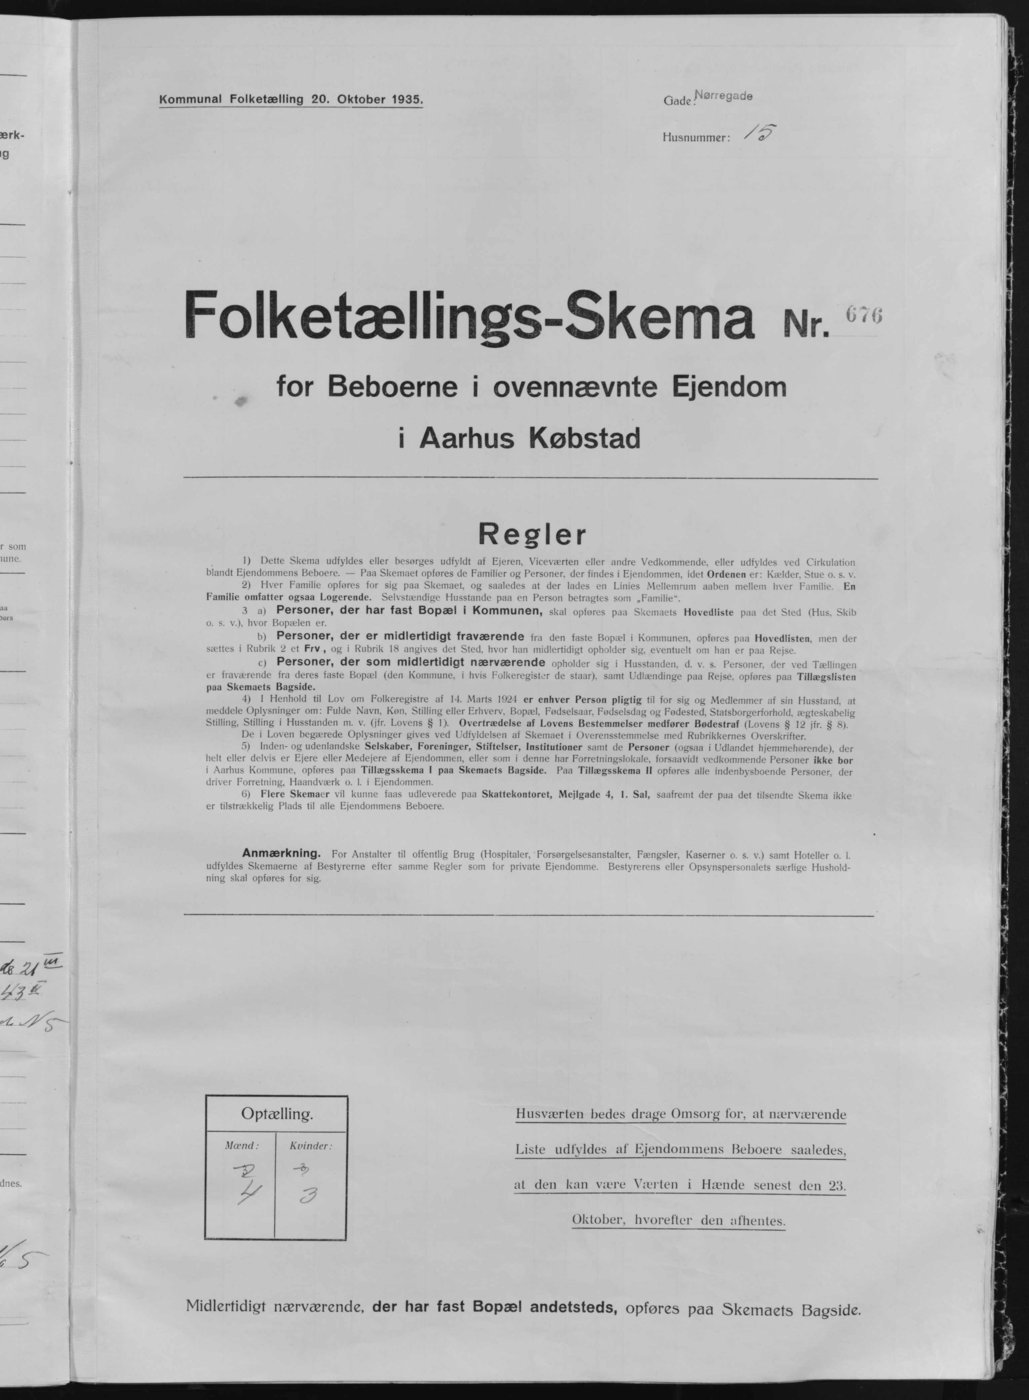 Kommunal Folketælling 20. Oktober 1935.
Gade: Nørregade
Husnummer: 15
Folketællings-Skema Nr. 676
for Beboerne i ovennævnte Ejendom
i Aarhus Købstad
Regler
1) Dette Skema udfyldes eller besørges udfyldt af Ejeren, Viceværten eller andre Vedkommende, eller udfyldes ved Cirkulation
blandt Ejendommens Beboere. — Paa Skemaet opføres de Familier og Personer, der findes i Ejendommen, idet Ordenen er: Kælder, Stue o. s. v.
2) Hver Familie opføres for sig paa Skemaet, og saaledes at der lades en Linies Mellemrum aaben mellem hver Familie. En
Familie omfatter ogsaa Logerende. Selvstændige Husstande paa en Person betragtes som „Familie“.
3 a) Personer, der har fast Bopæl i Kommunen, skal opføres paa Skemaets Hovedliste paa det Sted (Hus, Skib
o. s. v.), hvor Bopælen er.
b) Personer, der er midlertidigt fraværende fra den faste Bopæl i Kommunen, opføres paa Hovedlisten, men der
sættes i Rubrik 2 et Frv., og i Rubrik 18 angives det Sted, hvor han midlertidigt opholder sig, eventuelt om han er paa Rejse.
c) Personer, der som midlertidigt nærværende opholder sig i Husstanden, d. v. s. Personer, der ved Tællingen
er fraværende fra deres faste Bopæl (den Kommune, i hvis Folkeregister de staar), samt Udlændinge paa Rejse, opføres paa Tillægslisten
paa Skemaets Bagside.
4) I Henhold til Lov om Folkeregistre af 14. Marts 1924 er enhver Person pligtig til for sig og Medlemmer af sin Husstand, at
meddele Oplysninger om: Fulde Navn, Køn, Stilling eller Erhverv, Bopæl, Fødselsaar, Fødselsdag og Fødested, Statsborgerforhold, ægteskabelig
Stilling, Stilling i Husstanden m. v. (jfr. Lovens § 1). Overtrædelse af Lovens Bestemmelser medfører Bødestraf (Lovens § 12 jfr. § 8).
De i Loven begærede Oplysninger gives ved Udfyldelsen af Skemaet i Overensstemmelse med Rubrikkernes Overskrifter.
5) Inden- og udenlandske Selskaber, Foreninger, Stiftelser, Institutioner samt de Personer (ogsaa i Udlandet hjemmehørende), der
helt eller delvis er Ejere eller Medejere af Ejendommen, eller som i denne har Forretningslokale, forsaavidt vedkommende Personer ikke bor
i Aarhus Kommune, opføres paa Tillægsskema I paa Skemaets Bagside. Paa Tillægsskema II opføres alle indenbysboende Personer, der
driver Forretning, Haandværk o. l. i Ejendommen.
6) Flere Skemaer vil kunne faas udleverede paa Skattekontoret, Mejlgade 4, 1. Sal, saafremt der paa det tilsendte Skema ikke
er tilstrækkelig Plads til alle Ejendommens Beboere.
Anmærkning. For Anstalter til offentlig Brug (Hospitaler, Forsørgelsesanstalter, Fængsler, Kaserner o. s. v.) samt Hoteller o. l.
udfyldes Skemaerne af Bestyrerne efter samme Regler som for private Ejendomme. Bestyrerens eller Opsynspersonalets særlige Hushold-
ning skal opføres for sig.
Optælling.
Mænd: Kvinder:
4 3
Husværten bedes drage Omsorg for, at nærværende
Liste udfyldes af Ejendommens Beboere saaledes,
at den kan være Værten i Hænde senest den 23.
Oktober, hvorefter den afhentes.
Midlertidigt nærværende, der har fast Bopæl andetsteds, opføres paa Skemaets Bagside.